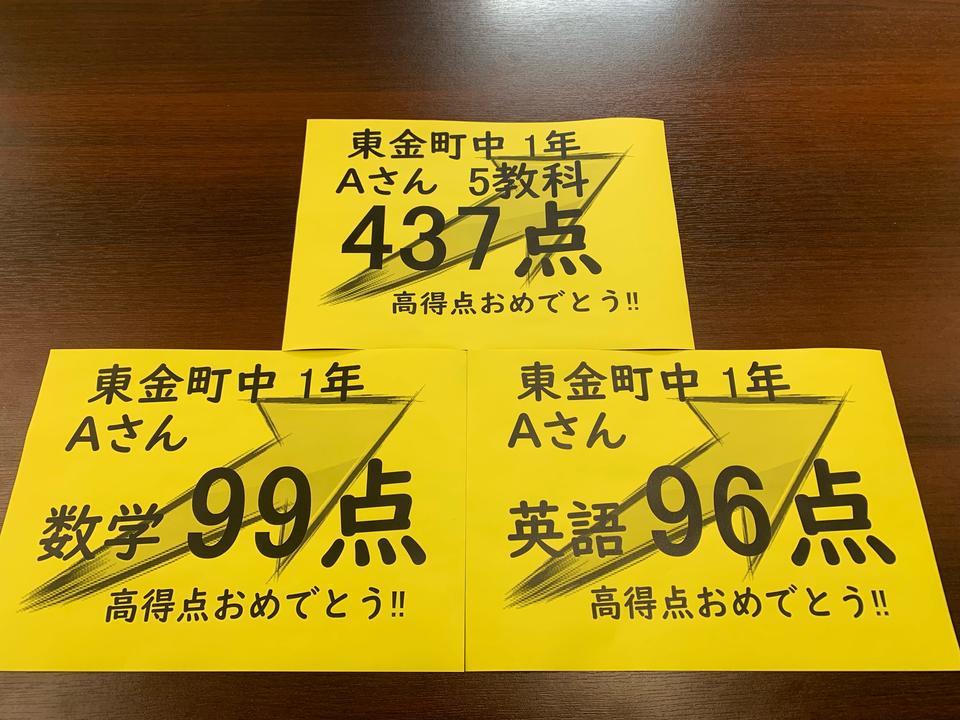 東金町中 1年
Aさん 5教科
437点
高得点おめでとう!!
東金町中 1年
Aさん
数学 99点
高得点おめでとう!!
東金町中 1年
Aさん
英語 96点
高得点おめでとう!!